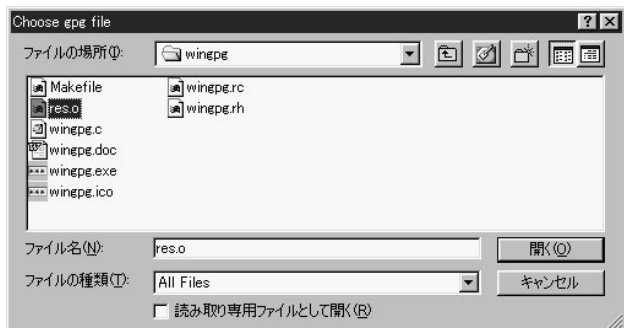 Choose gpg file
ファイルの場所(I):
wingpg
Makefile
res.o
wingpg.c
wingpg.doc
wingpg.exe
wingpg.ico
wingpg.rc
wingpg.rh
ファイル名(N):
res.o
開く(O)
ファイルの種類(T):
All Files
キャンセル
読み取り専用ファイルとして開く(R)